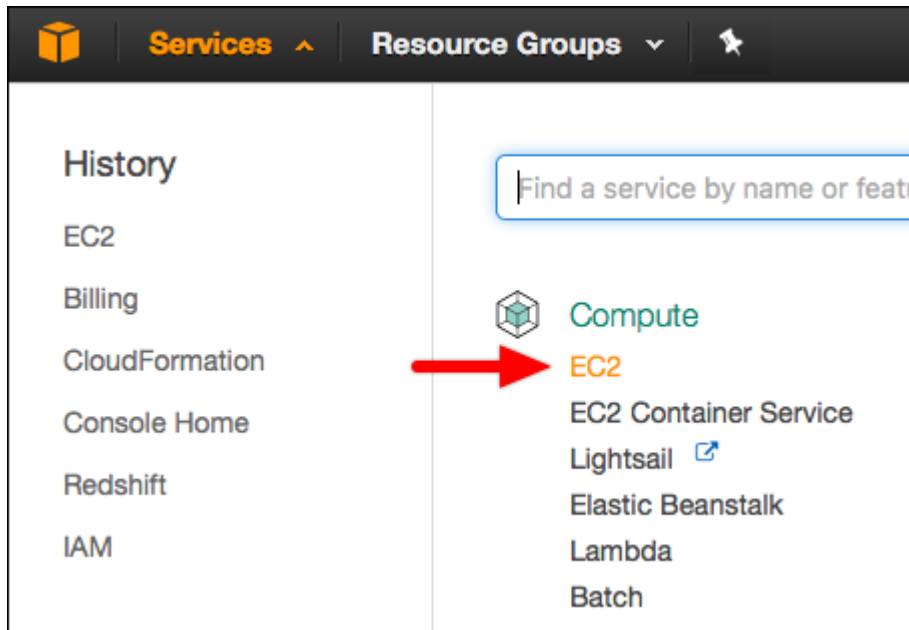 Services
Resource Groups
History
EC2
Billing
CloudFormation
Console Home
Redshift
IAM
Find a service by name or featu
Compute
EC2
EC2 Container Service
Lightsail
Elastic Beanstalk
Lambda
Batch